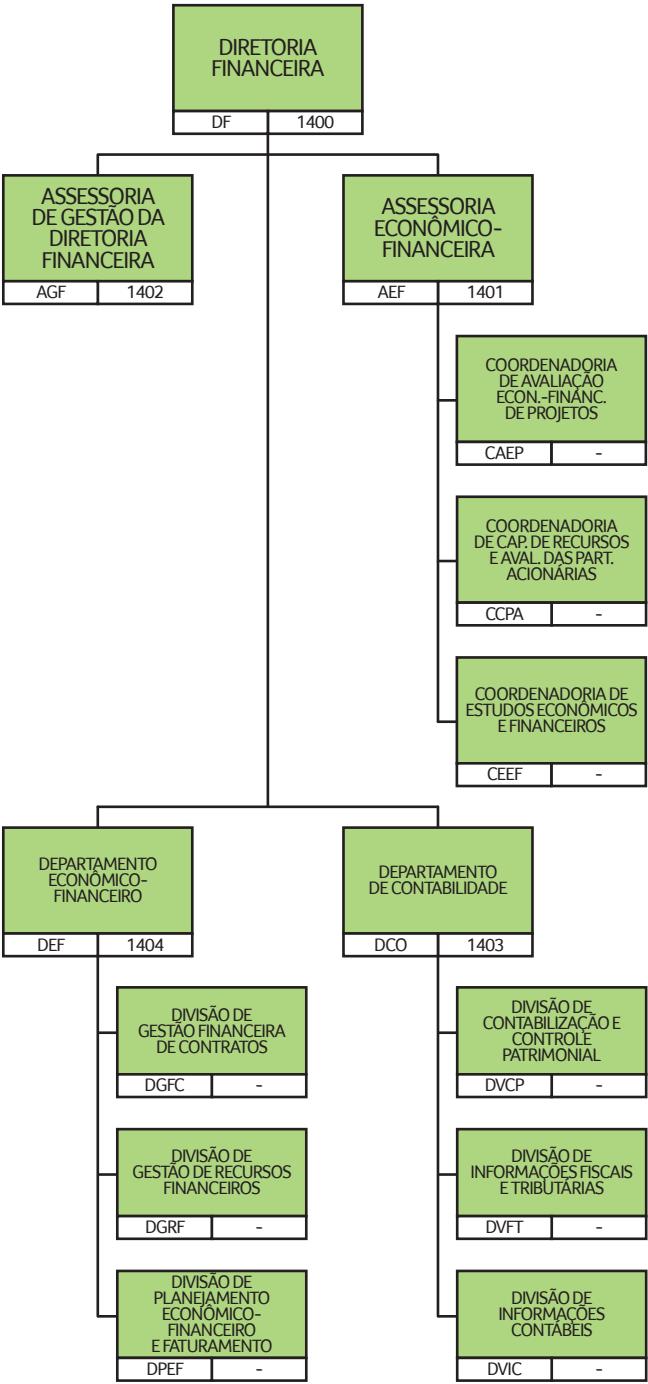 DIRETORIA
FINANCEIRA
DF 1400
ASSESSORIA
DE GESTÃO DA
DIRETORIA
FINANCEIRA
AGF 1402
ASSESSORIA
ECONÔMICO-
FINANCEIRA
AEF 1401
COORDENADORIA
DE AVALIAÇÃO
ECON.-FINANC.
DE PROJETOS
CAEP -
COORDENADORIA
DE CAP. DE RECURSOS
E AVAL. DAS PART.
ACIONÁRIAS
CCPA -
COORDENADORIA DE
ESTUDOS ECONÔMICOS
E FINANCEIROS
CEEF -
DEPARTAMENTO
ECONÔMICO-
FINANCEIRO
DEF 1404
DIVISÃO DE
GESTÃO FINANCEIRA
DE CONTRATOS
DGFC -
DIVISÃO DE
GESTÃO DE RECURSOS
FINANCEIROS
DGRF -
DIVISÃO DE
PLANEJAMENTO
ECONÔMICO-
FINANCEIRO
E FATURAMENTO
DPEF -
DEPARTAMENTO
DE CONTABILIDADE
DCO 1403
DIVISÃO DE
CONTABILIZAÇÃO E
CONTROLE
PATRIMONIAL
DVCP -
DIVISÃO DE
INFORMAÇÕES FISCAIS
E TRIBUTÁRIAS
DVFT -
DIVISÃO DE
INFORMAÇÕES
CONTÁBEIS
DVIC -